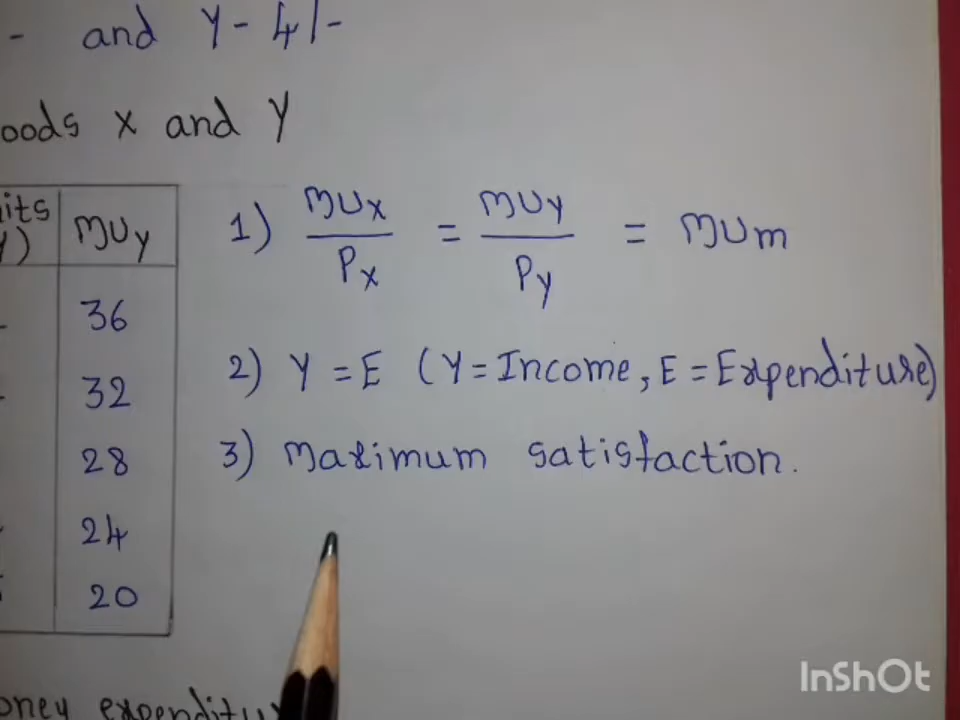 - and Y - 4/-
oods x and y
its MUy
y)
1) MUx / Px = MUy / Py = MUm
36
2) Y = E (Y = Income, E = Expenditure)
32
3) Maximum satisfaction.
28
24
20
oney expenditu
InShOt